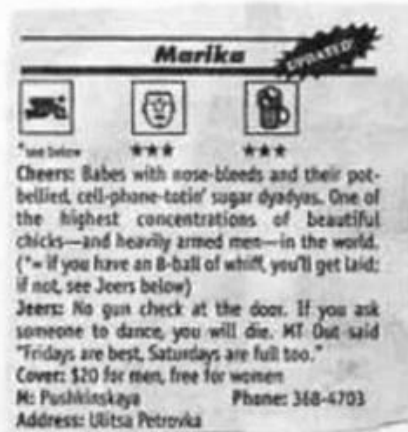 Marika
UPDATED
*see below
Cheers: Babes with nose-bleeds and their pot-
bellied, cell-phone-totin' sugar dyadyas. One of
the highest concentrations of beautiful
chicks—and heavily armed men—in the world.
(*= if you have an 8-ball of whiff, you'll get laid;
if not, see Jeers below)
Jeers: No gun check at the door. If you ask
someone to dance, you will die. MT Out said
"Fridays are best, Saturdays are full too."
Cover: $20 for men, free for women
M: Pushkinskaya Phone: 368-4703
Address: Ulitsa Petrovka